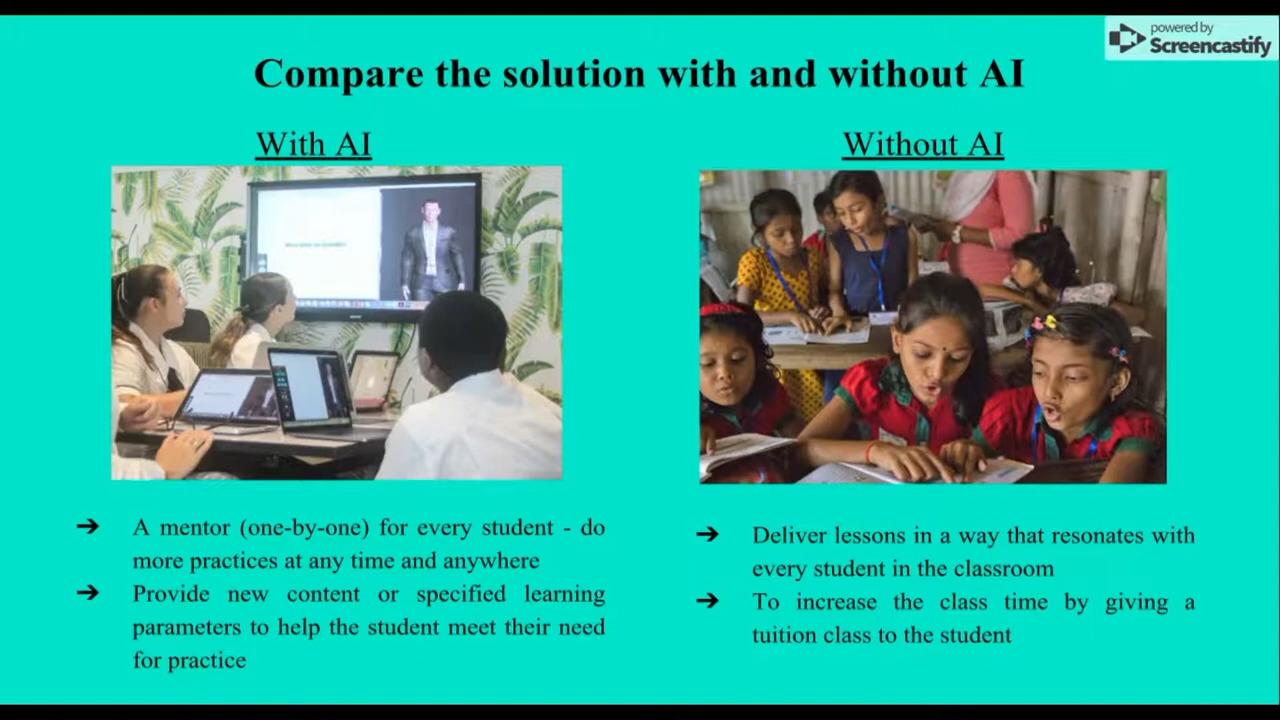 powered by
Screencastify
Compare the solution with and without AI
With AI
➔ A mentor (one-by-one) for every student - do
more practices at any time and anywhere
➔ Provide new content or specified learning
parameters to help the student meet their need
for practice
Without AI
➔ Deliver lessons in a way that resonates with
every student in the classroom
➔ To increase the class time by giving a
tuition class to the student